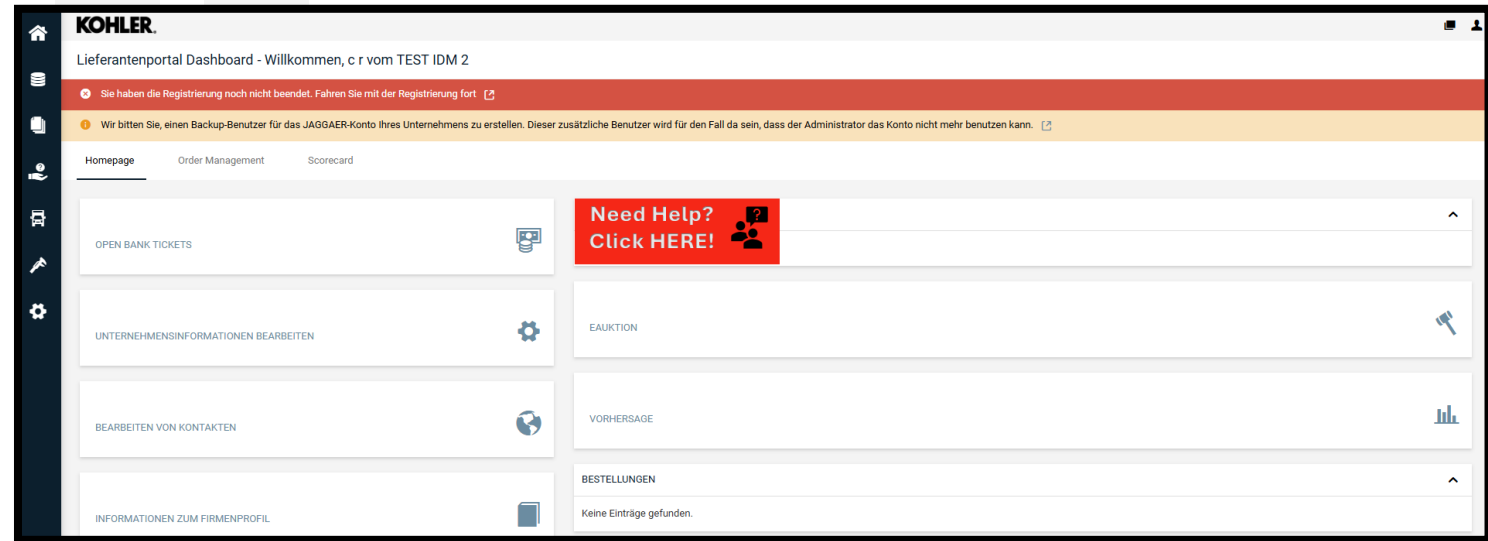 KOHLER.
Lieferantenportal Dashboard - Willkommen, c r vom TEST IDM 2
Sie haben die Registrierung noch nicht beendet. Fahren Sie mit der Registrierung fort
Wir bitten Sie, einen Backup-Benutzer für das JAGGAER-Konto Ihres Unternehmens zu erstellen. Dieser zusätzliche Benutzer wird für den Fall da sein, dass der Administrator das Konto nicht mehr benutzen kann.
Homepage Order Management Scorecard
OPEN BANK TICKETS
UNTERNEHMENSINFORMATIONEN BEARBEITEN
BEARBEITEN VON KONTAKTEN
INFORMATIONEN ZUM FIRMENPROFIL
Need Help?
Click HERE!
EAUKTION
VORHERSAGE
BESTELLUNGEN
Keine Einträge gefunden.